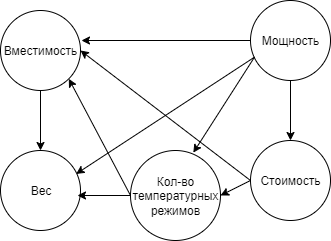 Вместимость
Мощность
Вес
Кол-во
температурных
режимов
Стоимость